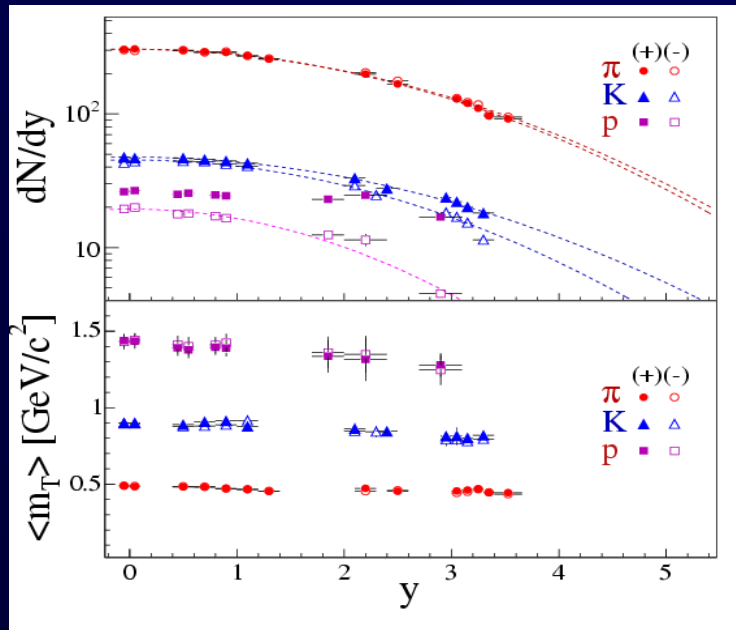 dN/dy
10²
10
(+) (-)
π
K
p
<m_T> [GeV/c²]
1.5
1
0.5
(+) (-)
π
K
p
0 1 2 3 4 5
y